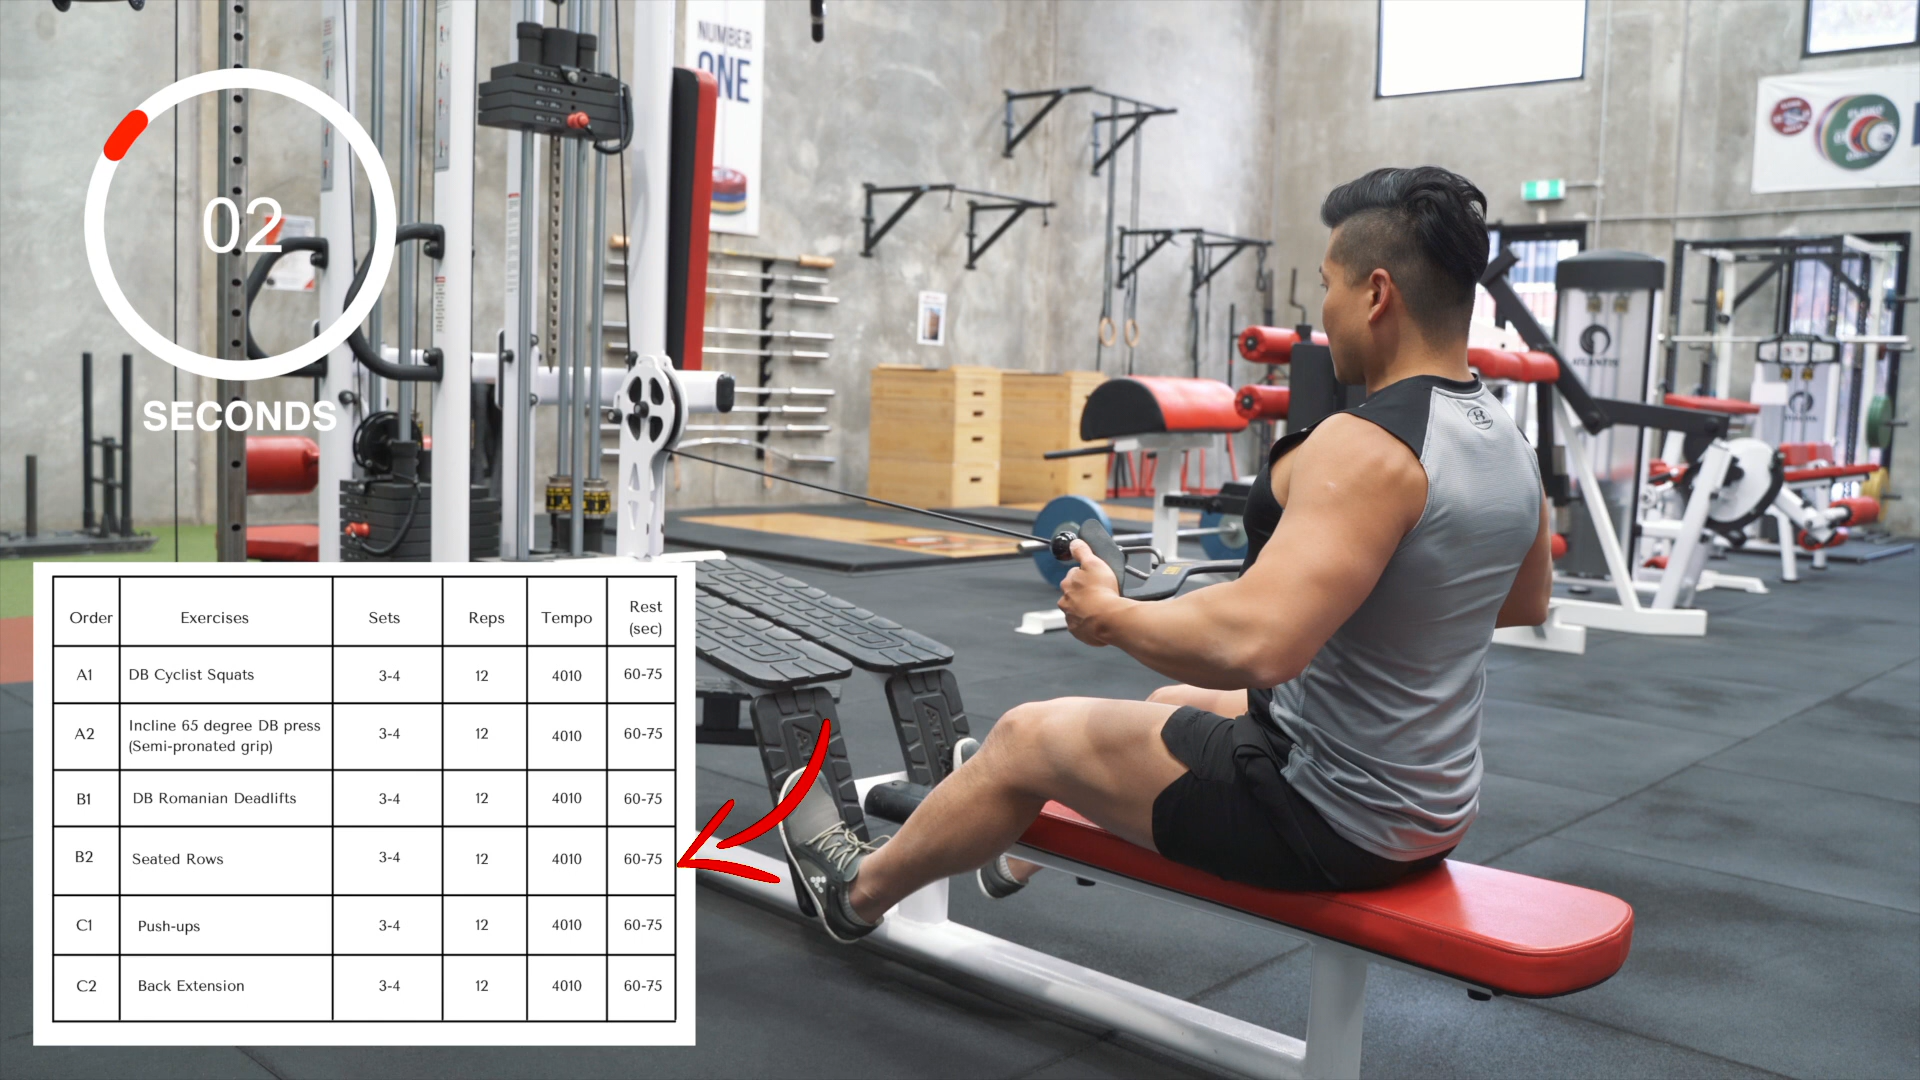 NUMBER
ONE
02
SECONDS
Order Exercises Sets Reps Tempo Rest (sec)
A1 DB Cyclist Squats 3-4 12 4010 60-75
A2 Incline 65 degree DB press (Semi-pronated grip) 3-4 12 4010 60-75
B1 DB Romanian Deadlifts 3-4 12 4010 60-75
B2 Seated Rows 3-4 12 4010 60-75
C1 Push-ups 3-4 12 4010 60-75
C2 Back Extension 3-4 12 4010 60-75
ATLANTIS